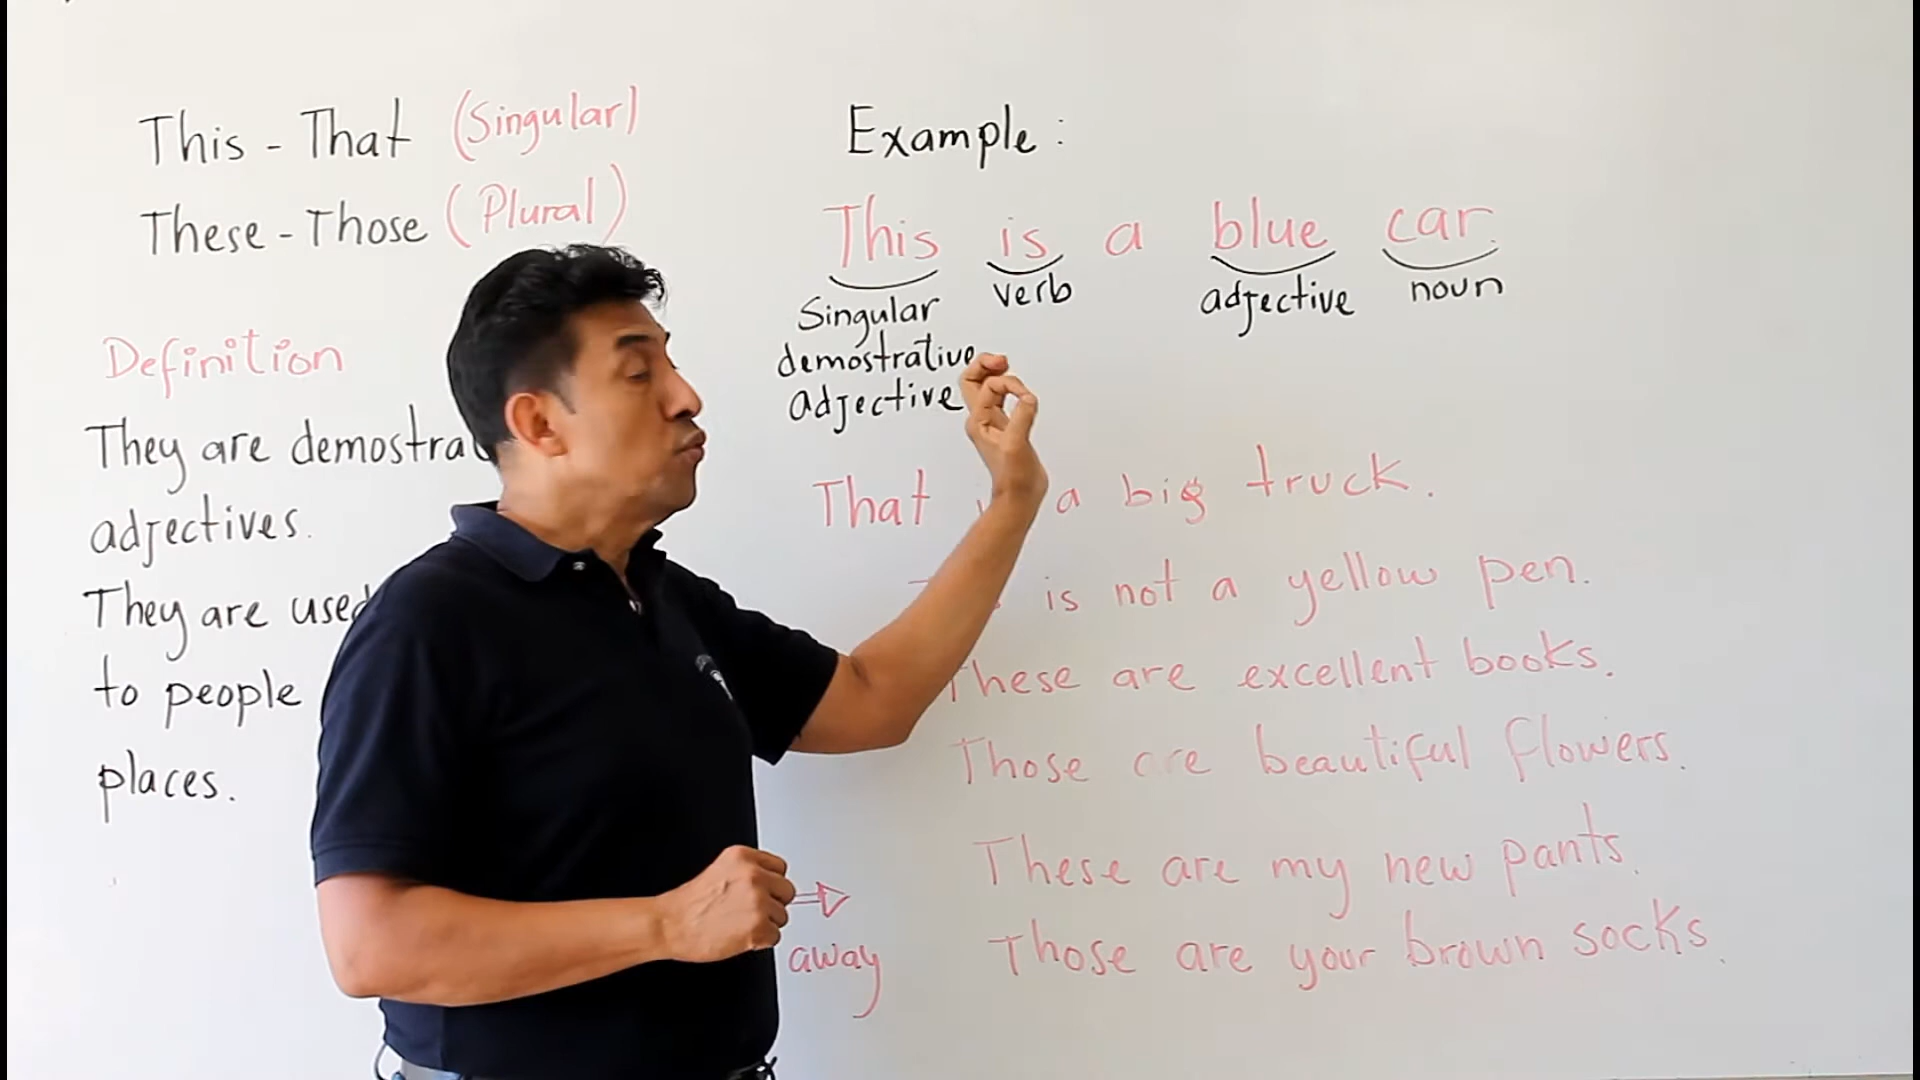 This - That (Singular)
These - Those (Plural)
Definition
They are demostra
adjectives.
They are used
to people
places.
away
Example :
This is a blue car.
Singular verb adjective noun
demostrative
adjective
That a big truck.
is not a yellow pen.
These are excellent books.
Those are beautiful flowers.
These are my new pants.
Those are your brown socks.